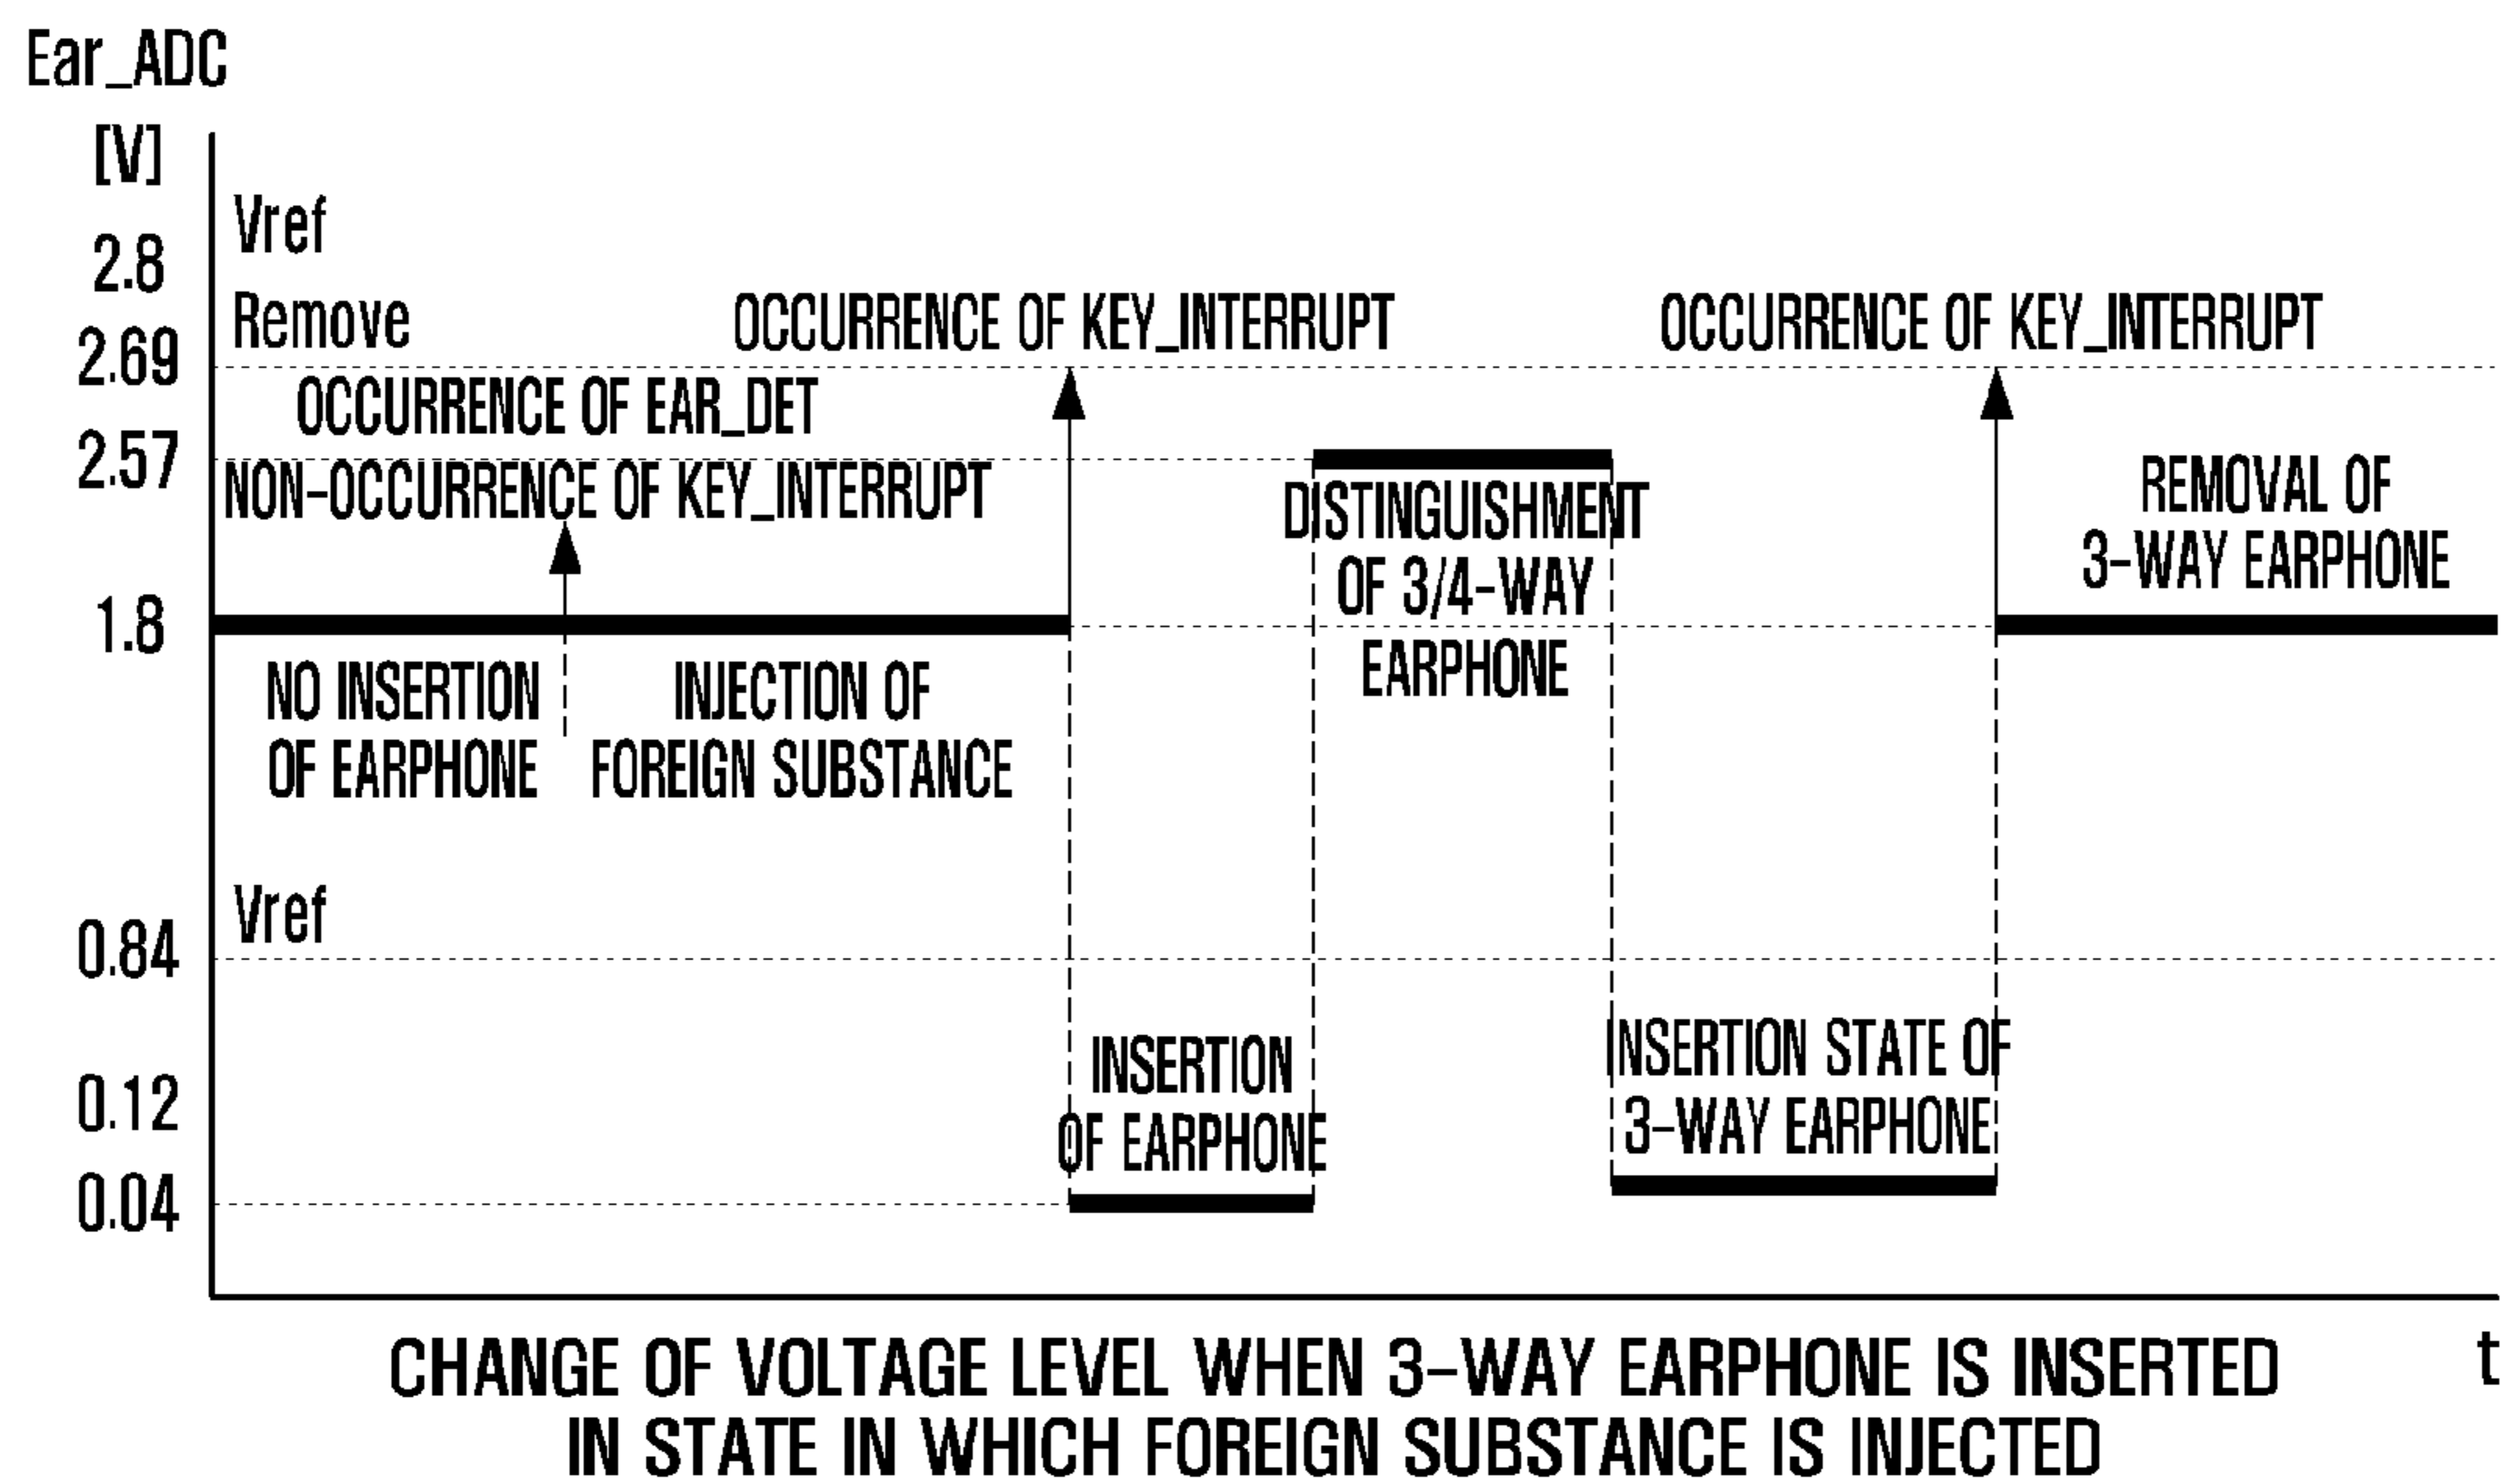 Ear_ADC
[V]
Vref
2.8
Remove
OCCURRENCE OF KEY_INTERRUPT
OCCURRENCE OF KEY_INTERRUPT
2.69
OCCURRENCE OF EAR_DET
2.57
NON-OCCURRENCE OF KEY_INTERRUPT
DISTINGUISHMENT
OF 3/4-WAY
EARPHONE
REMOVAL OF
3-WAY EARPHONE
1.8
NO INSERTION
OF EARPHONE
INJECTION OF
FOREIGN SUBSTANCE
Vref
0.84
INSERTION
OF EARPHONE
INSERTION STATE OF
3-WAY EARPHONE
0.12
0.04
CHANGE OF VOLTAGE LEVEL WHEN 3-WAY EARPHONE IS INSERTED
IN STATE IN WHICH FOREIGN SUBSTANCE IS INJECTED
t